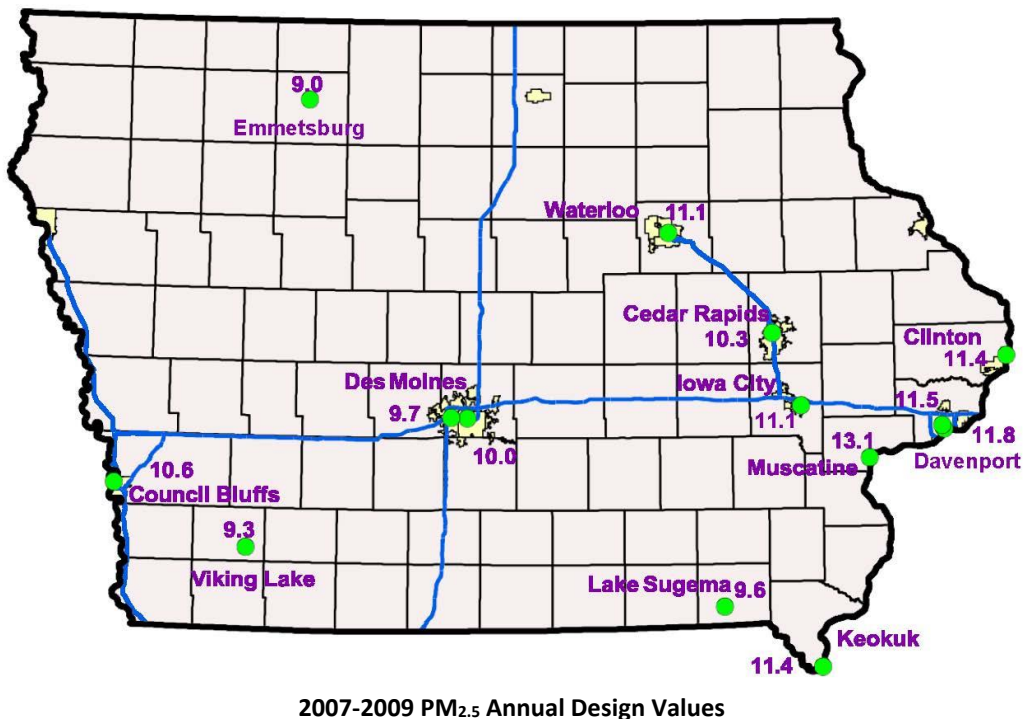 9.0
Emmetsburg
Waterloo 11.1
Cedar Rapids
10.3
Clinton
11.4
Des Moines
9.7
10.0
Iowa City
11.1
11.5
11.8
Davenport
13.1
Muscatine
10.6
Council Bluffs
9.3
Viking Lake
Lake Sugema 9.6
Keokuk
11.4
2007-2009 PM2.5 Annual Design Values